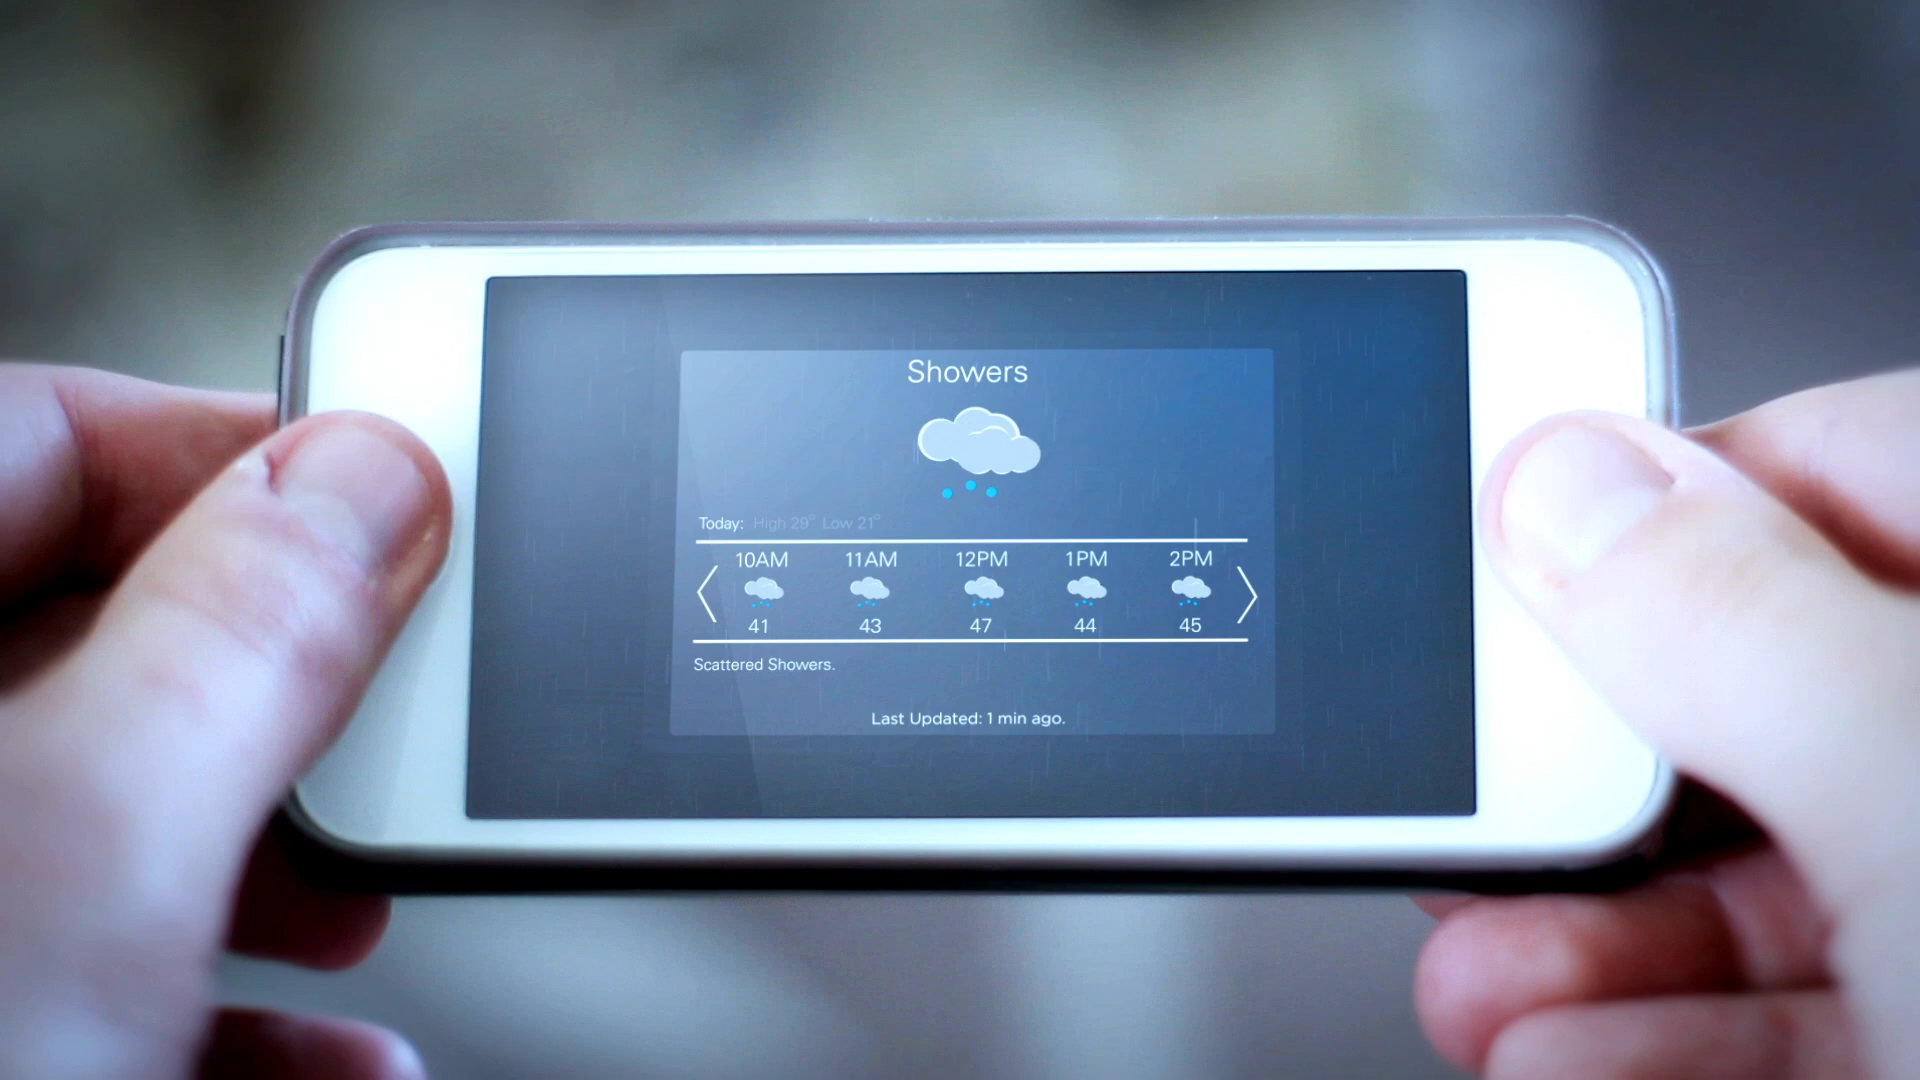 Showers
Today: High 29° Low 21°
10AM 11AM 12PM 1PM 2PM
41 43 47 44 45
Scattered Showers.
Last Updated: 1 min ago.